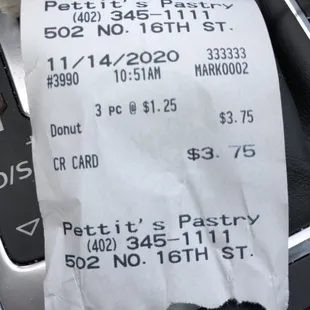 Pettit's Pastry
(402) 345-1111
502 NO. 16TH ST.
11/14/2020 333333
#3990 10:51AM MARK0002
3 pc @ $1.25
Donut $3.75
CR CARD $3.75
Pettit's Pastry
(402) 345-1111
502 NO. 16TH ST.